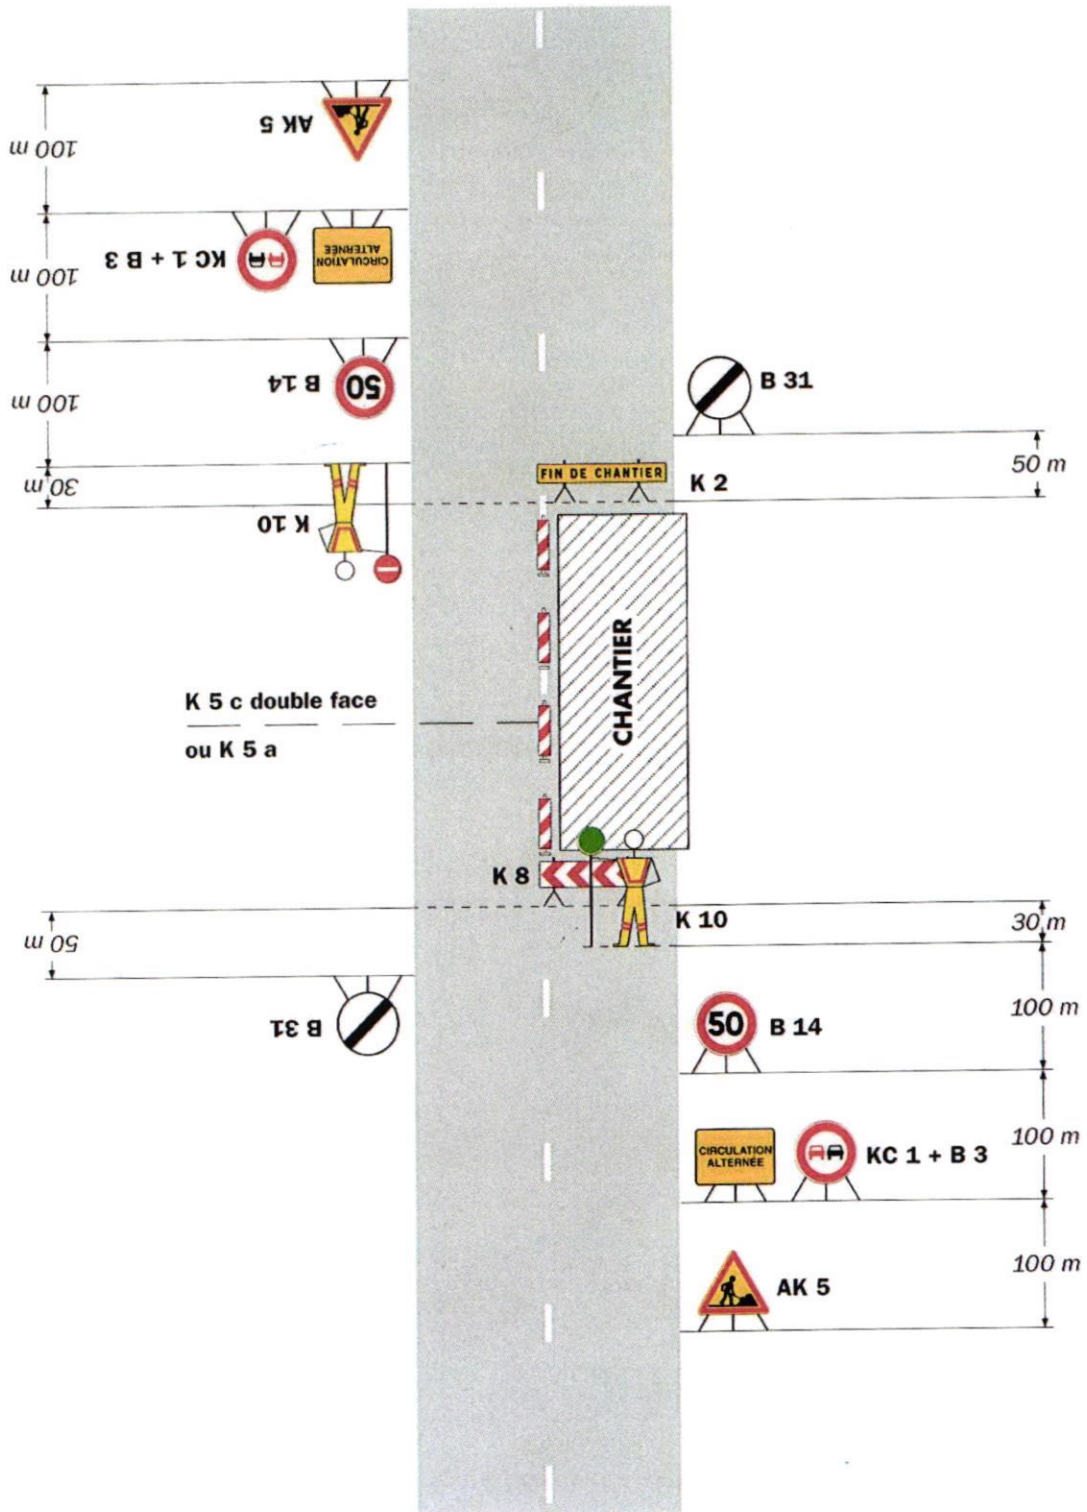 AK 5
100 m
KC 1 + B 3
CIRCULATION
ALTERNÉE
100 m
B 14
50
100 m
B 31
50 m
FIN DE CHANTIER
K 2
30 m
K 10
CHANTIER
K 5 c double face
ou K 5 a
K 8
K 10
30 m
50 m
B 31
50
B 14
100 m
CIRCULATION
ALTERNÉE
KC 1 + B 3
100 m
AK 5
100 m